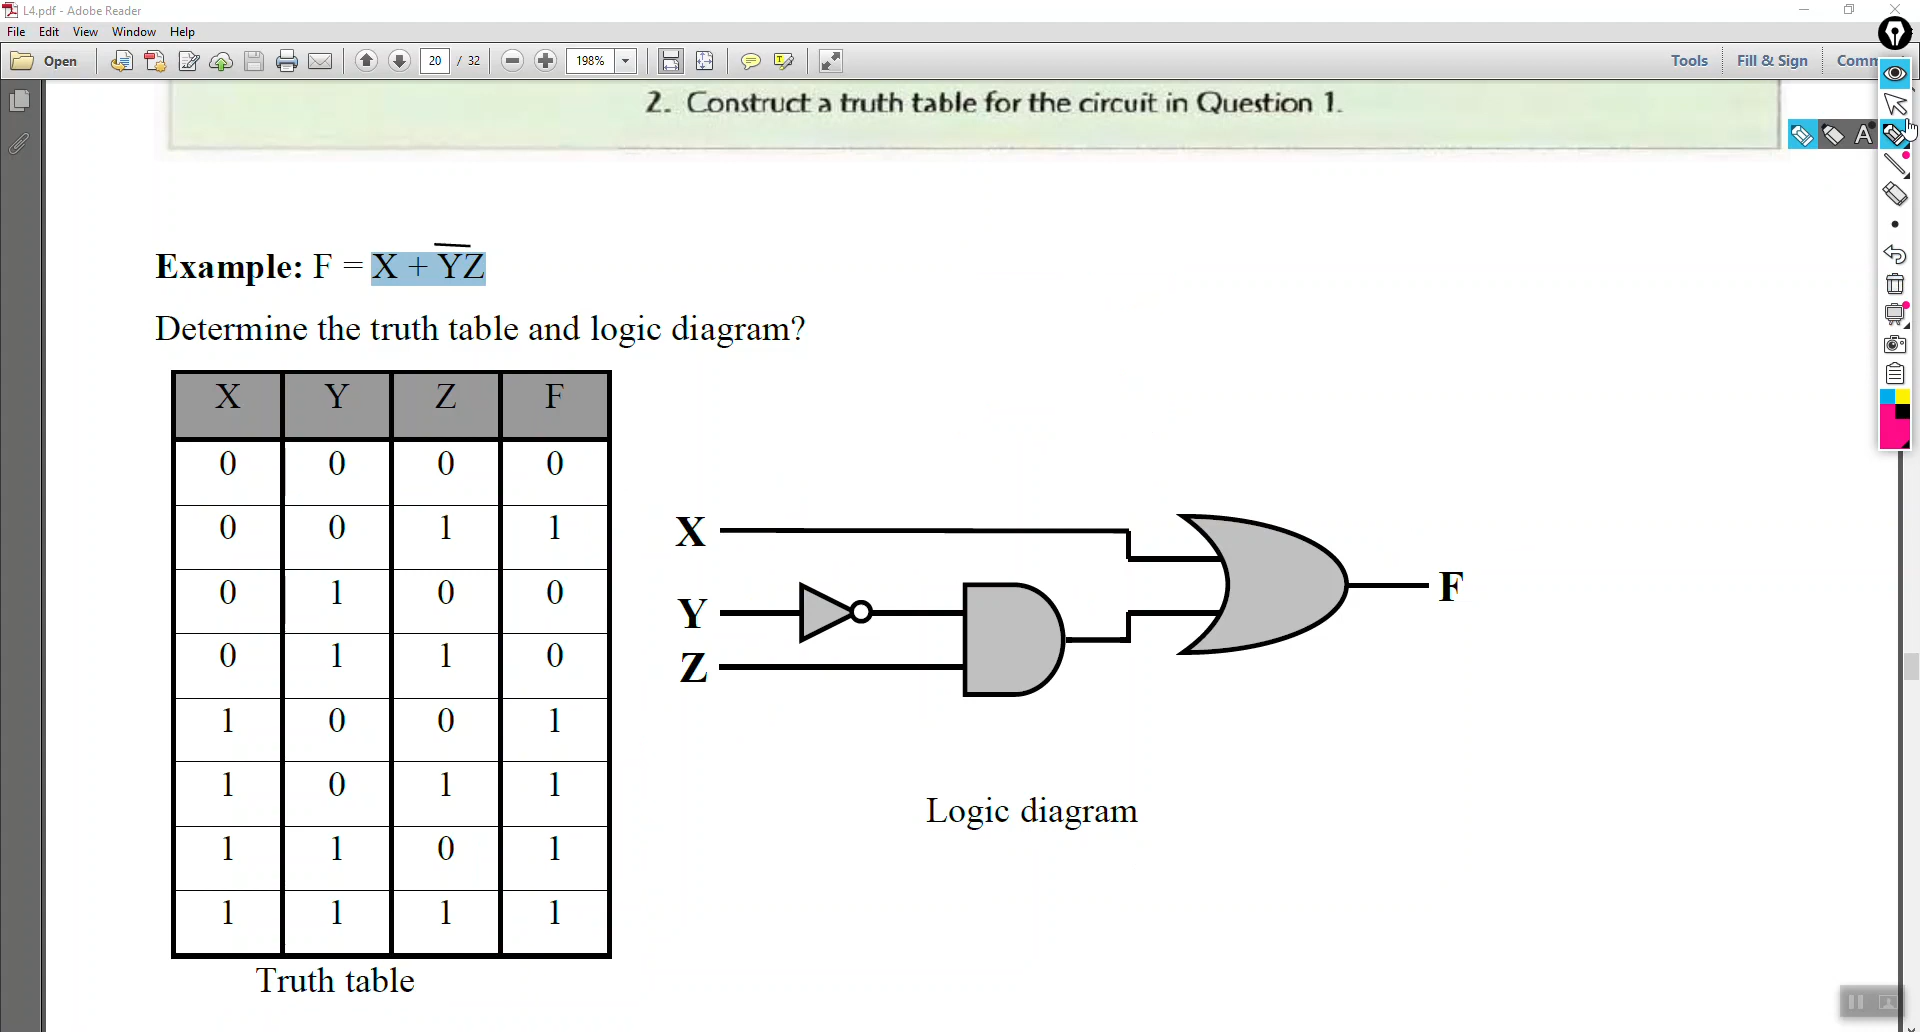 L4.pdf - Adobe Reader
File Edit View Window Help
Open 20 / 32 198% Tools Fill & Sign
2. Construct a truth table for the circuit in Question 1.
A
Example: F = X + Y̅Z
Determine the truth table and logic diagram?
X Y Z F
0 0 0 0
0 0 1 1
0 1 0 0
0 1 1 0
1 0 0 1
1 0 1 1
1 1 0 1
1 1 1 1
Truth table
X
Y
Z
F
Logic diagram